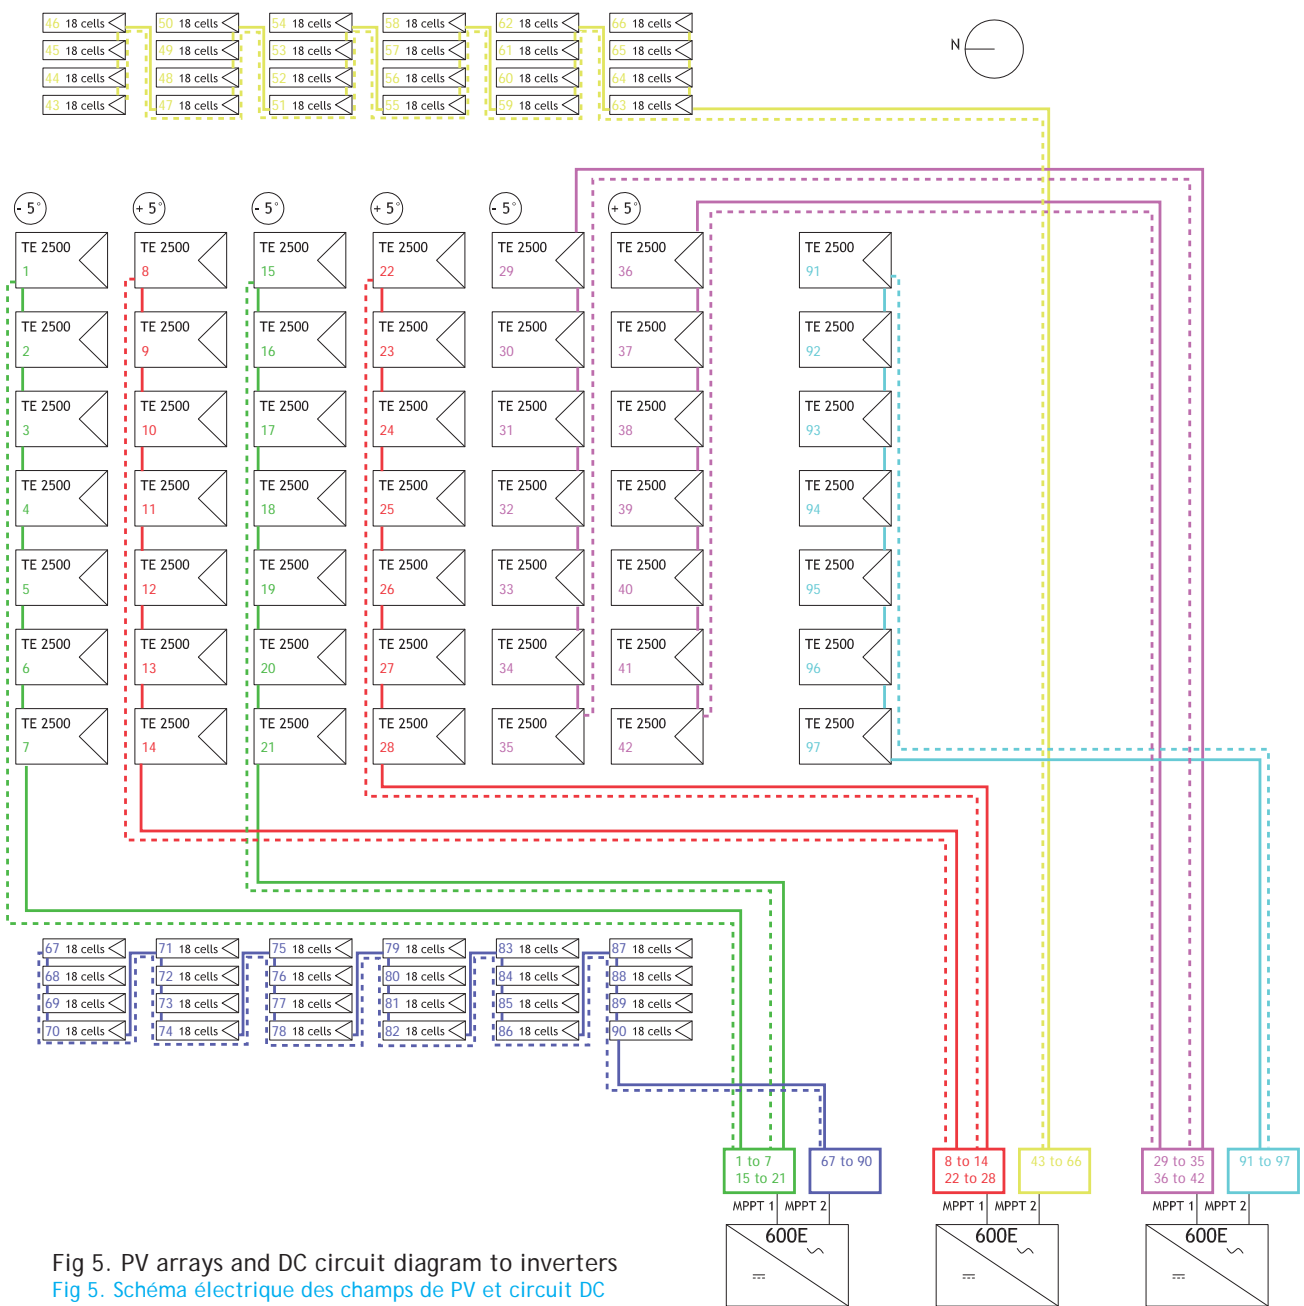 46 18 cells 50 18 cells 54 18 cells 58 18 cells 62 18 cells 66 18 cells
45 18 cells 49 18 cells 53 18 cells 57 18 cells 61 18 cells 65 18 cells
44 18 cells 48 18 cells 52 18 cells 56 18 cells 60 18 cells 64 18 cells
43 18 cells 47 18 cells 51 18 cells 55 18 cells 59 18 cells 63 18 cells
N
- 5° + 5° - 5° + 5° - 5° + 5°
TE 2500 TE 2500 TE 2500 TE 2500 TE 2500 TE 2500 TE 2500
1 8 15 22 29 36 91
TE 2500 TE 2500 TE 2500 TE 2500 TE 2500 TE 2500 TE 2500
2 9 16 23 30 37 92
TE 2500 TE 2500 TE 2500 TE 2500 TE 2500 TE 2500 TE 2500
3 10 17 24 31 38 93
TE 2500 TE 2500 TE 2500 TE 2500 TE 2500 TE 2500 TE 2500
4 11 18 25 32 39 94
TE 2500 TE 2500 TE 2500 TE 2500 TE 2500 TE 2500 TE 2500
5 12 19 26 33 40 95
TE 2500 TE 2500 TE 2500 TE 2500 TE 2500 TE 2500 TE 2500
6 13 20 27 34 41 96
TE 2500 TE 2500 TE 2500 TE 2500 TE 2500 TE 2500 TE 2500
7 14 21 28 35 42 97
67 18 cells 71 18 cells 75 18 cells 79 18 cells 83 18 cells 87 18 cells
68 18 cells 72 18 cells 76 18 cells 80 18 cells 84 18 cells 88 18 cells
69 18 cells 73 18 cells 77 18 cells 81 18 cells 85 18 cells 89 18 cells
70 18 cells 74 18 cells 78 18 cells 82 18 cells 86 18 cells 90 18 cells
1 to 7 67 to 90 8 to 14 43 to 66 29 to 35 91 to 97
15 to 21 22 to 28 36 to 42
MPPT 1 MPPT 2 MPPT 1 MPPT 2 MPPT 1 MPPT 2
600E 600E 600E
Fig 5. PV arrays and DC circuit diagram to inverters
Fig 5. Schéma électrique des champs de PV et circuit DC